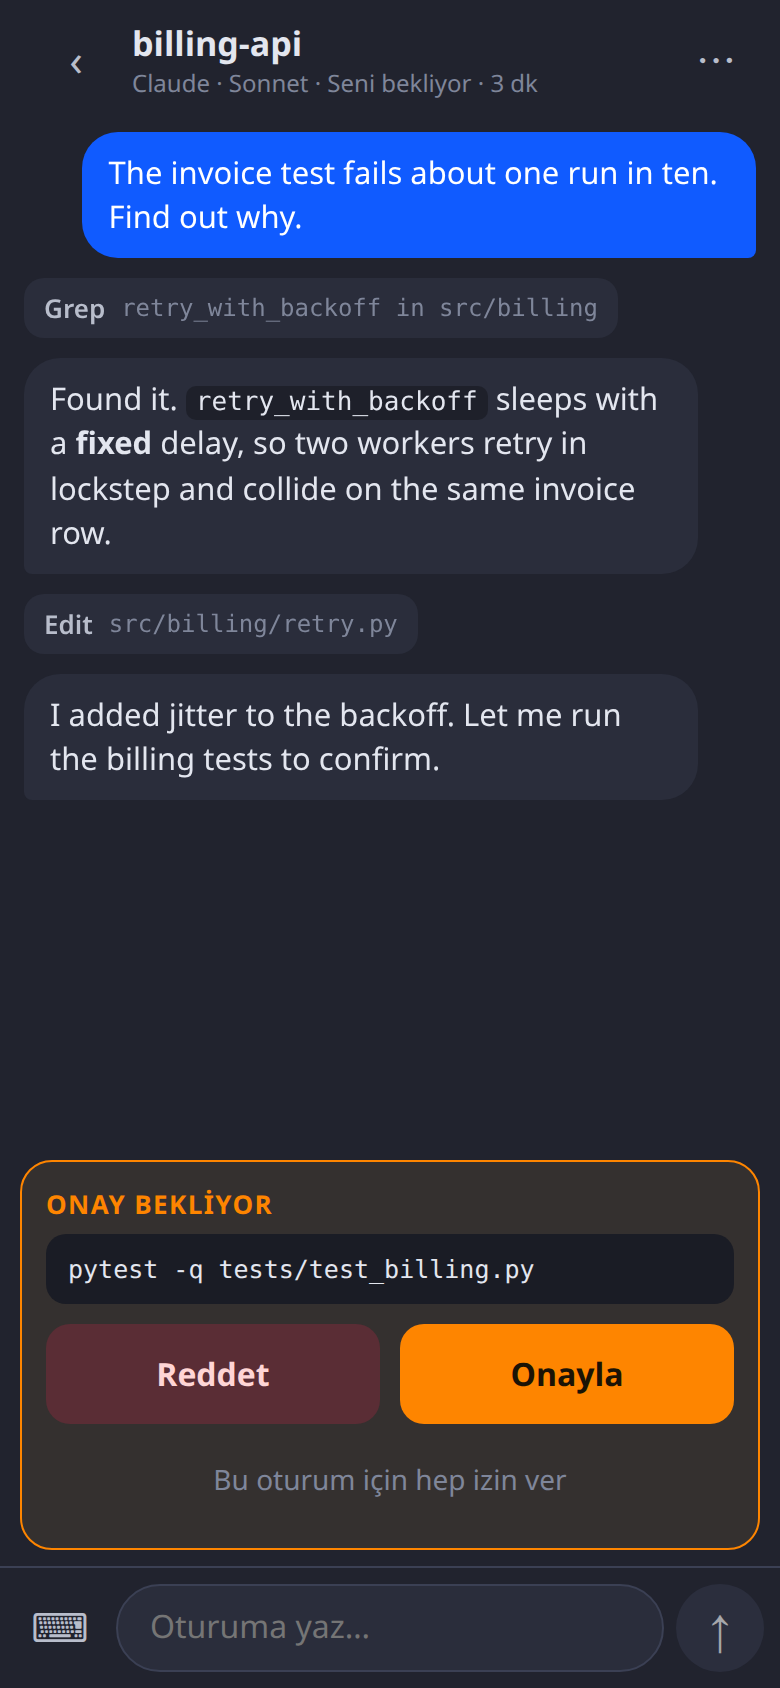 billing-api
Claude · Sonnet · Seni bekliyor · 3 dk
The invoice test fails about one run in ten.
Find out why.
Grep retry_with_backoff in src/billing
Found it. retry_with_backoff sleeps with
a fixed delay, so two workers retry in
lockstep and collide on the same invoice
row.
Edit src/billing/retry.py
I added jitter to the backoff. Let me run
the billing tests to confirm.
ONAY BEKLİYOR
pytest -q tests/test_billing.py
Reddet
Onayla
Bu oturum için hep izin ver
Oturuma yaz…